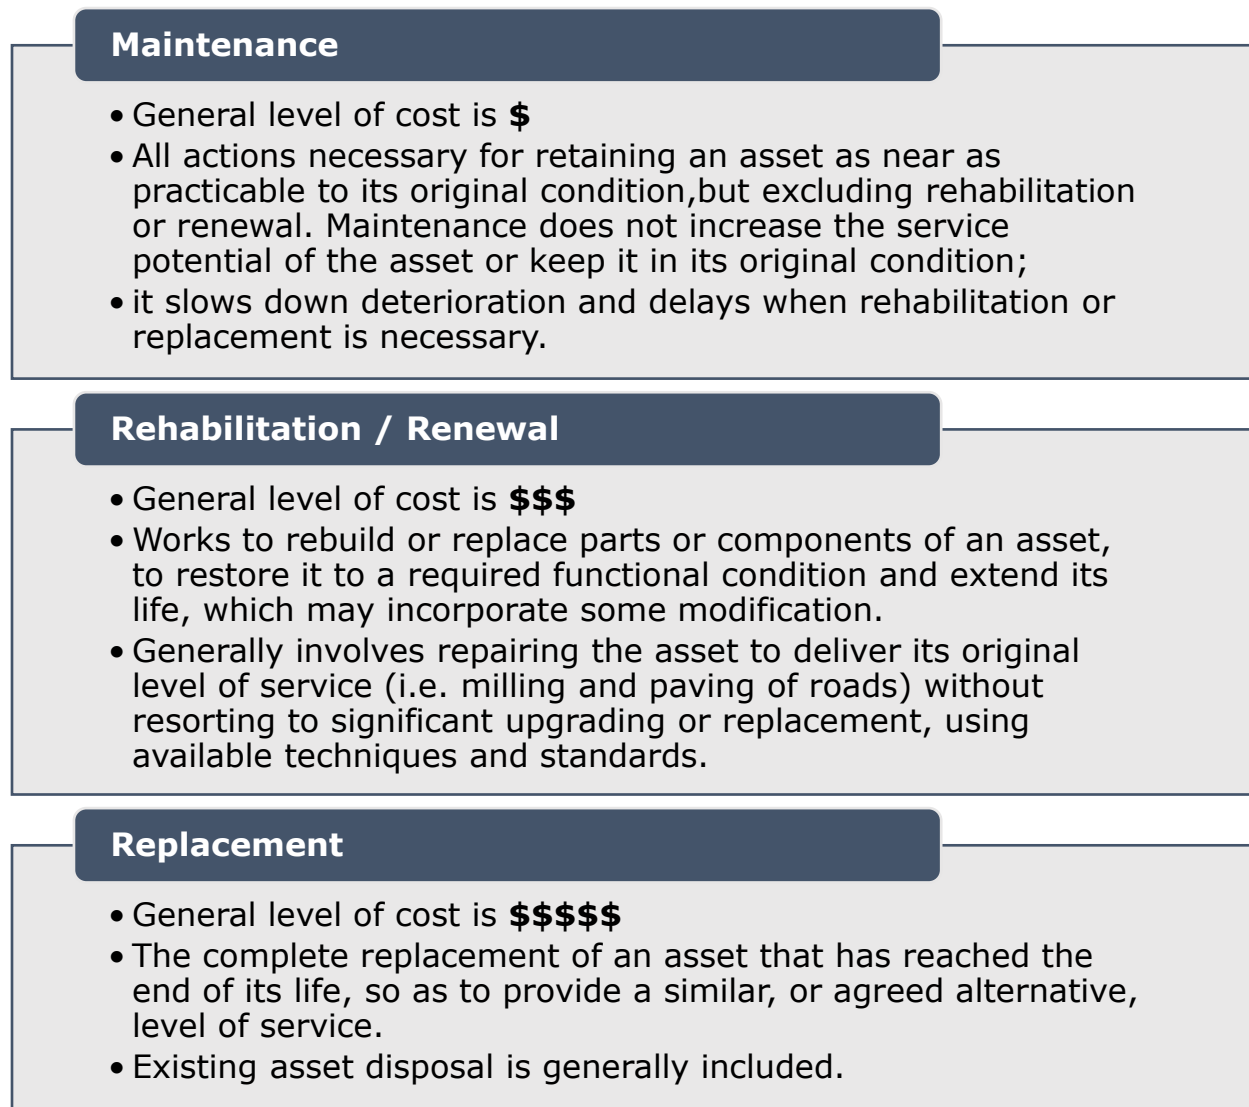 Maintenance
• General level of cost is $
• All actions necessary for retaining an asset as near as
practicable to its original condition,but excluding rehabilitation
or renewal. Maintenance does not increase the service
potential of the asset or keep it in its original condition;
• it slows down deterioration and delays when rehabilitation or
replacement is necessary.
Rehabilitation / Renewal
• General level of cost is $$$
• Works to rebuild or replace parts or components of an asset,
to restore it to a required functional condition and extend its
life, which may incorporate some modification.
• Generally involves repairing the asset to deliver its original
level of service (i.e. milling and paving of roads) without
resorting to significant upgrading or replacement, using
available techniques and standards.
Replacement
• General level of cost is $$$$$
• The complete replacement of an asset that has reached the
end of its life, so as to provide a similar, or agreed alternative,
level of service.
• Existing asset disposal is generally included.